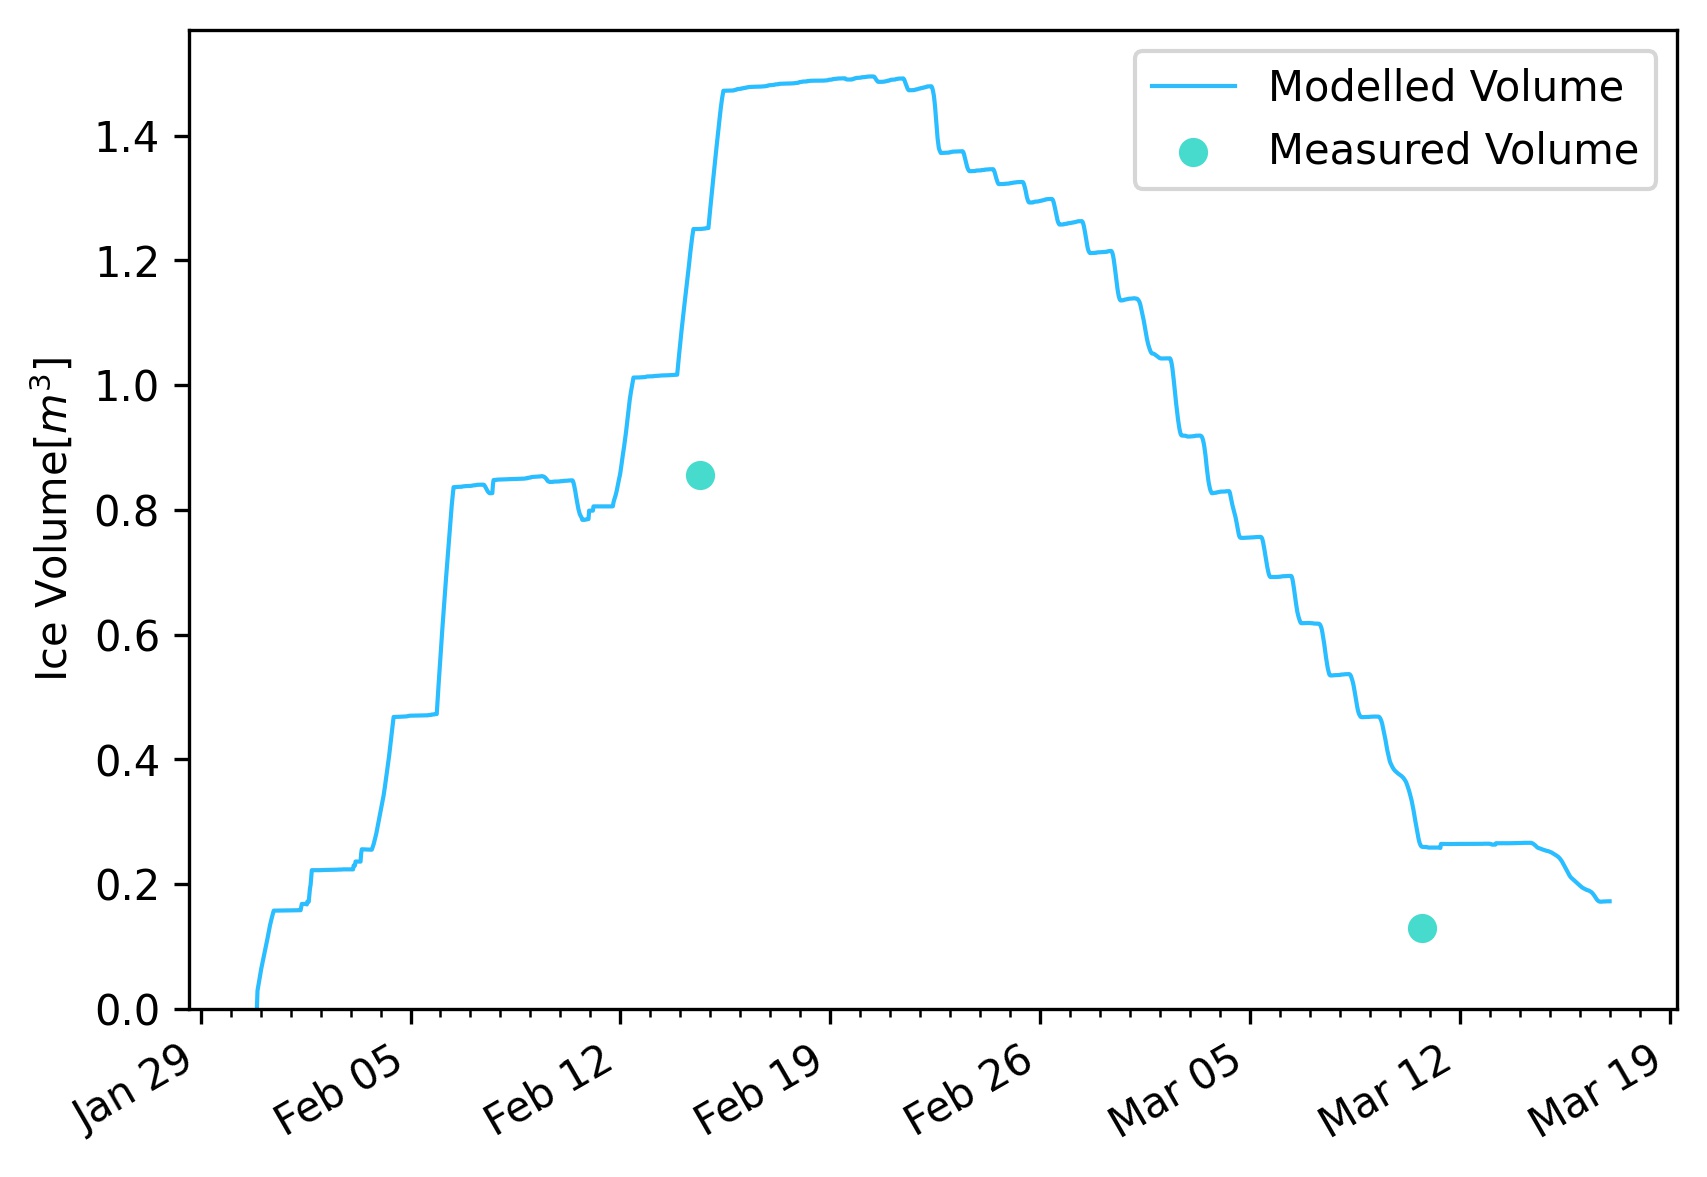 Modelled Volume
Measured Volume
Ice Volume[m³]
1.4
1.2
1.0
0.8
0.6
0.4
0.2
0.0
Jan 29
Feb 05
Feb 12
Feb 19
Feb 26
Mar 05
Mar 12
Mar 19